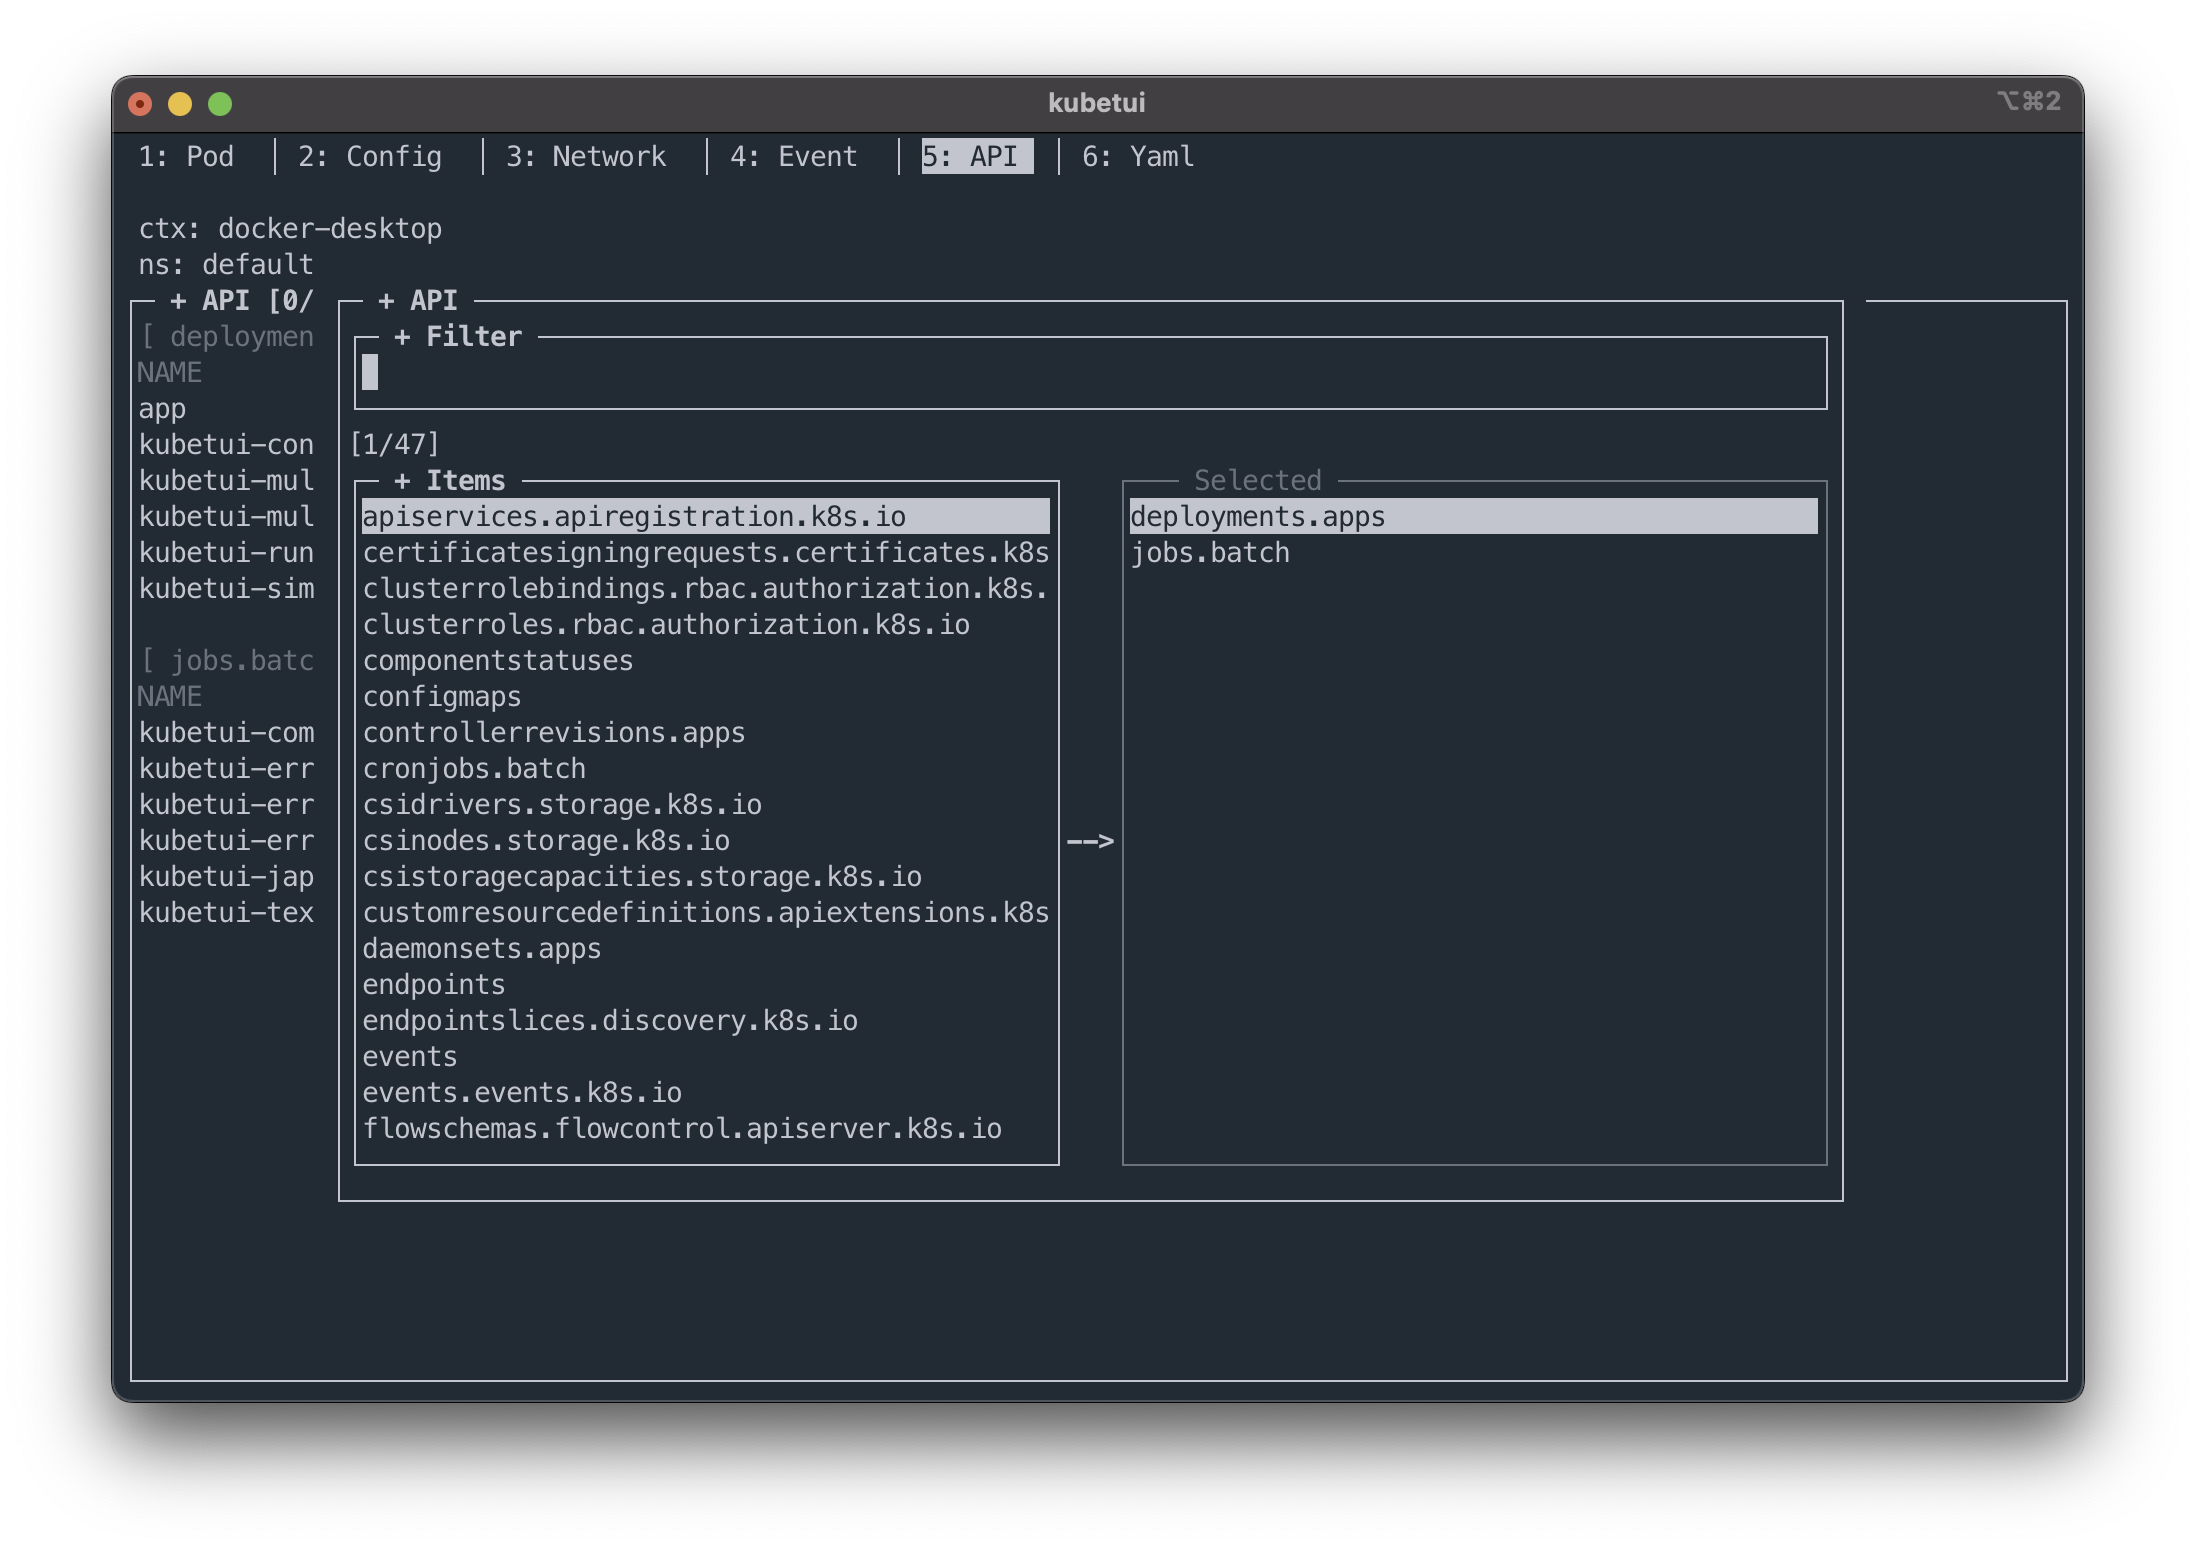 kubetui
⌥⌘2
1: Pod │ 2: Config │ 3: Network │ 4: Event │ 5: API │ 6: Yaml
ctx: docker-desktop
ns: default
+ API [0/
[ deploymen
NAME
app
kubetui-con
kubetui-mul
kubetui-mul
kubetui-run
kubetui-sim
[ jobs.batc
NAME
kubetui-com
kubetui-err
kubetui-err
kubetui-err
kubetui-jap
kubetui-tex
+ API
+ Filter
[1/47]
+ Items
apiservices.apiregistration.k8s.io
certificatesigningrequests.certificates.k8s
clusterrolebindings.rbac.authorization.k8s.
clusterroles.rbac.authorization.k8s.io
componentstatuses
configmaps
controllerrevisions.apps
cronjobs.batch
csidrivers.storage.k8s.io
csinodes.storage.k8s.io
csistoragecapacities.storage.k8s.io
customresourcedefinitions.apiextensions.k8s
daemonsets.apps
endpoints
endpointslices.discovery.k8s.io
events
events.events.k8s.io
flowschemas.flowcontrol.apiserver.k8s.io
-->
Selected
deployments.apps
jobs.batch